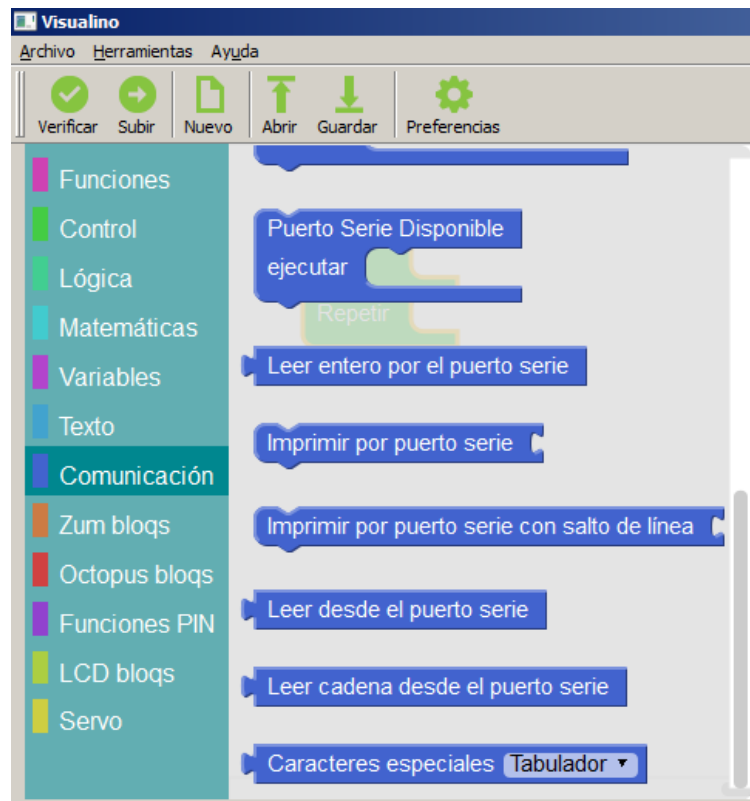 Visualino
Archivo Herramientas Ayuda
Verificar Subir Nuevo Abrir Guardar Preferencias
Funciones
Control
Lógica
Matemáticas
Variables
Texto
Comunicación
Zum bloqs
Octopus bloqs
Funciones PIN
LCD bloqs
Servo
Puerto Serie Disponible
ejecutar
Repetir
Leer entero por el puerto serie
Imprimir por puerto serie
Imprimir por puerto serie con salto de línea
Leer desde el puerto serie
Leer cadena desde el puerto serie
Caracteres especiales Tabulador